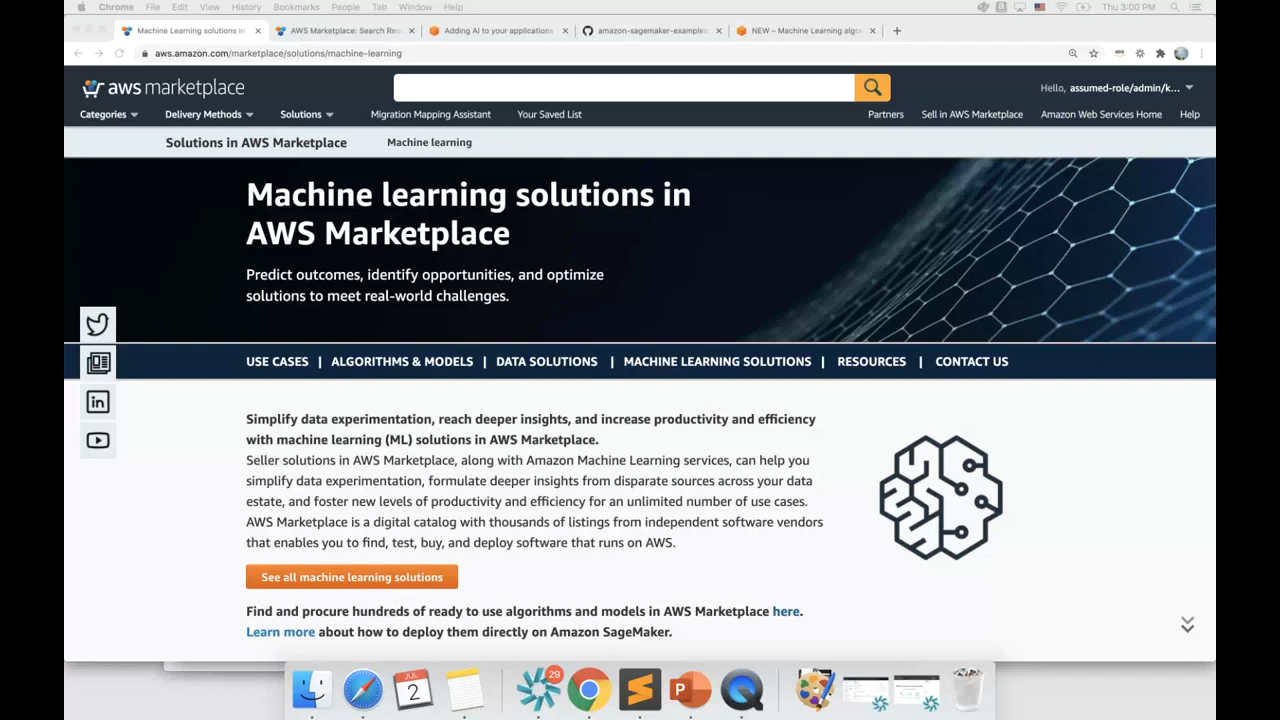 Chrome File Edit View History Bookmarks People Tab Window Help Thu 3:00 PM
Machine Learning solutions in
AWS Marketplace: Search Res
Adding AI to your applications
amazon-sagemaker-examples
NEW – Machine Learning algo
aws.amazon.com/marketplace/solutions/machine-learning
aws marketplace
Hello, assumed-role/admin/k...
Categories Delivery Methods Solutions Migration Mapping Assistant Your Saved List Partners Sell in AWS Marketplace Amazon Web Services Home Help
Solutions in AWS Marketplace Machine learning
Machine learning solutions in
AWS Marketplace
Predict outcomes, identify opportunities, and optimize
solutions to meet real-world challenges.
USE CASES | ALGORITHMS & MODELS | DATA SOLUTIONS | MACHINE LEARNING SOLUTIONS | RESOURCES | CONTACT US
in
Simplify data experimentation, reach deeper insights, and increase productivity and efficiency
with machine learning (ML) solutions in AWS Marketplace.
Seller solutions in AWS Marketplace, along with Amazon Machine Learning services, can help you
simplify data experimentation, formulate deeper insights from disparate sources across your data
estate, and foster new levels of productivity and efficiency for an unlimited number of use cases.
AWS Marketplace is a digital catalog with thousands of listings from independent software vendors
that enables you to find, test, buy, and deploy software that runs on AWS.
See all machine learning solutions
Find and procure hundreds of ready to use algorithms and models in AWS Marketplace here.
Learn more about how to deploy them directly on Amazon SageMaker.
JUL
2
29
P